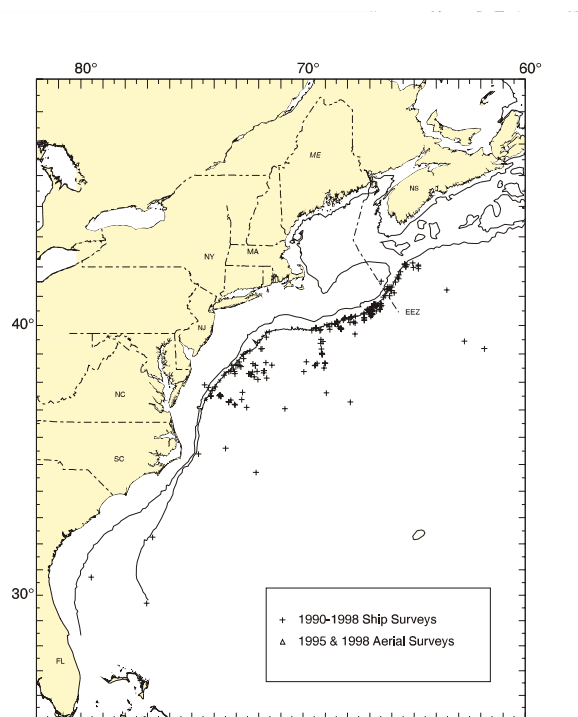 80°
70°
60°
ME
NS
NY
MA
EEZ
40°
NJ
NC
SC
30°
+ 1990-1998 Ship Surveys
△ 1995 & 1998 Aerial Surveys
FL